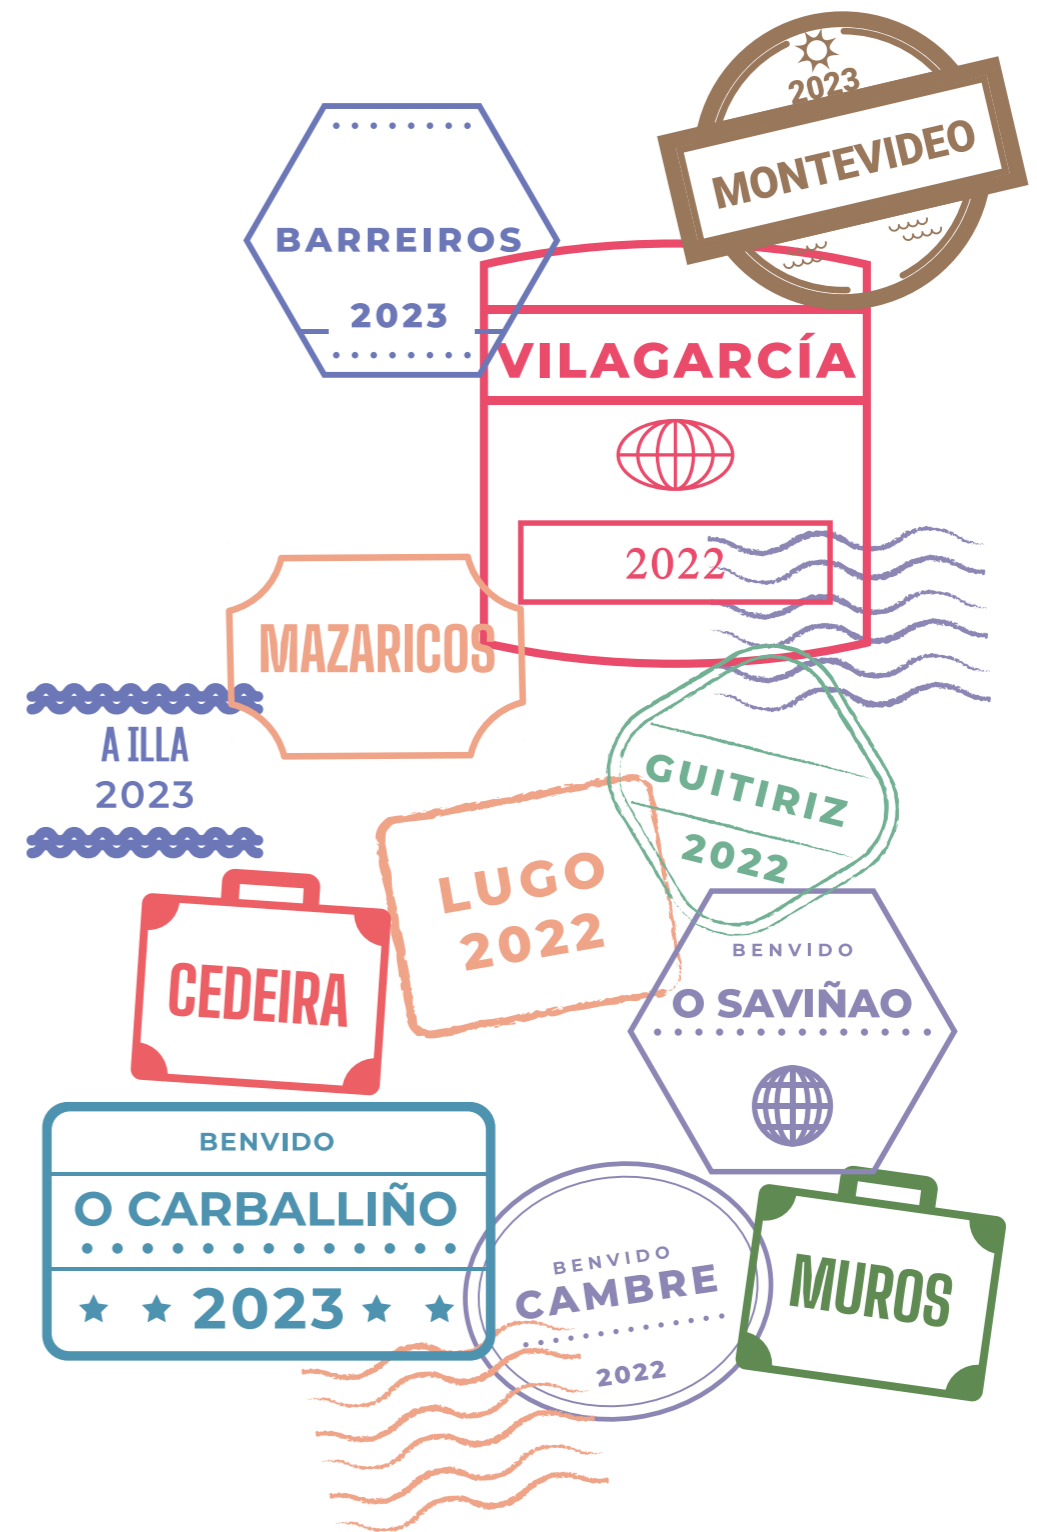 2023
MONTEVIDEO
BARREIROS
2023
VILAGARCÍA
2022
MAZARICOS
A ILLA
2023
GUITIRIZ
2022
LUGO
2022
BENVIDO
O SAVIÑAO
CEDEIRA
BENVIDO
O CARBALLIÑO
2023
BENVIDO
CAMBRE
2022
MUROS